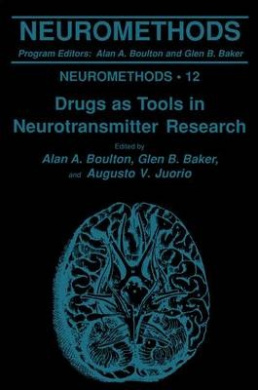 NEUROMETHODS
Program Editors: Alan A. Boulton and Glen B. Baker
NEUROMETHODS • 12
Drugs as Tools in
Neurotransmitter Research
Edited by
Alan A. Boulton, Glen B. Baker,
and Augusto V. Juorio